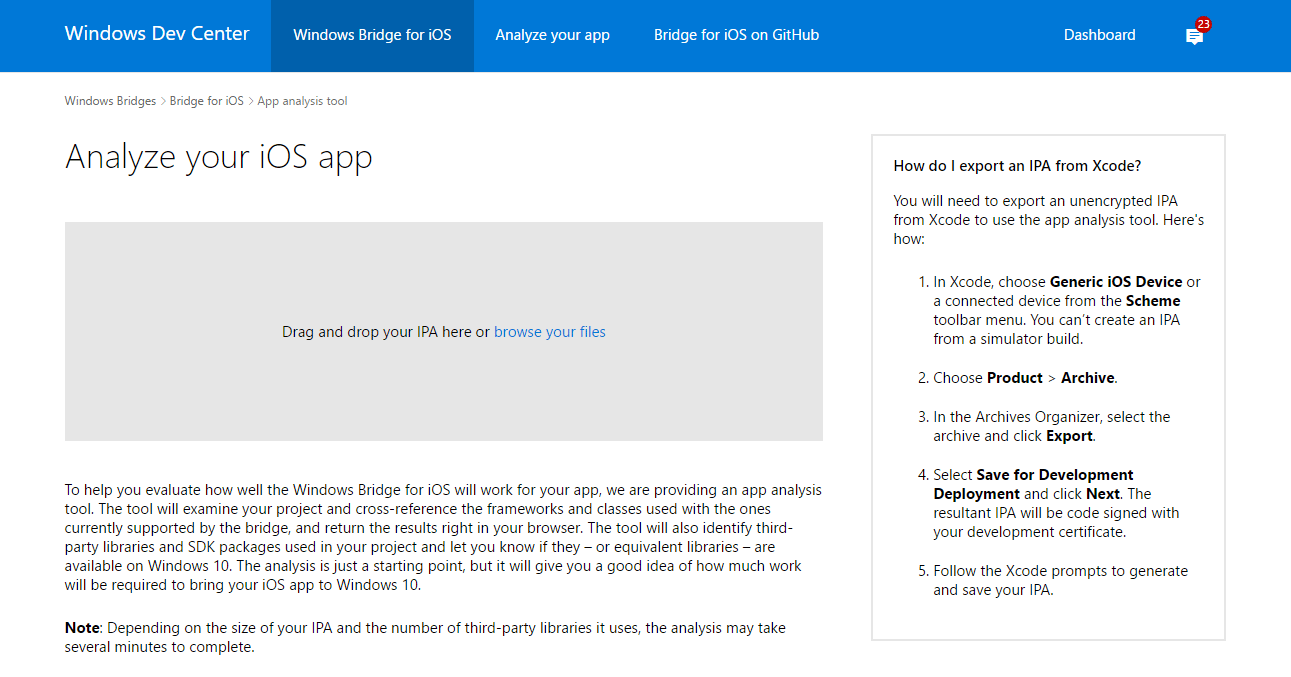 Windows Dev Center
Windows Bridge for iOS
Analyze your app
Bridge for iOS on GitHub
Dashboard
23
Windows Bridges > Bridge for iOS > App analysis tool
Analyze your iOS app
Drag and drop your IPA here or browse your files
To help you evaluate how well the Windows Bridge for iOS will work for your app, we are providing an app analysis
tool. The tool will examine your project and cross-reference the frameworks and classes used with the ones
currently supported by the bridge, and return the results right in your browser. The tool will also identify third-
party libraries and SDK packages used in your project and let you know if they – or equivalent libraries – are
available on Windows 10. The analysis is just a starting point, but it will give you a good idea of how much work
will be required to bring your iOS app to Windows 10.
Note: Depending on the size of your IPA and the number of third-party libraries it uses, the analysis may take
several minutes to complete.
How do I export an IPA from Xcode?
You will need to export an unencrypted IPA
from Xcode to use the app analysis tool. Here's
how:
1. In Xcode, choose Generic iOS Device or
a connected device from the Scheme
toolbar menu. You can’t create an IPA
from a simulator build.
2. Choose Product > Archive.
3. In the Archives Organizer, select the
archive and click Export.
4. Select Save for Development
Deployment and click Next. The
resultant IPA will be code signed with
your development certificate.
5. Follow the Xcode prompts to generate
and save your IPA.